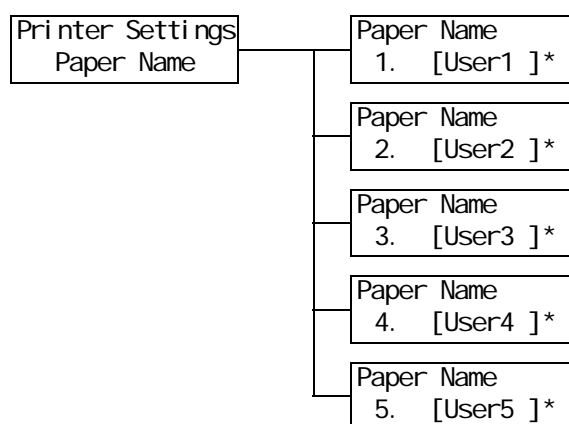 Printer Settings
Paper Name
Paper Name
1. [User1 ]*
Paper Name
2. [User2 ]*
Paper Name
3. [User3 ]*
Paper Name
4. [User4 ]*
Paper Name
5. [User5 ]*